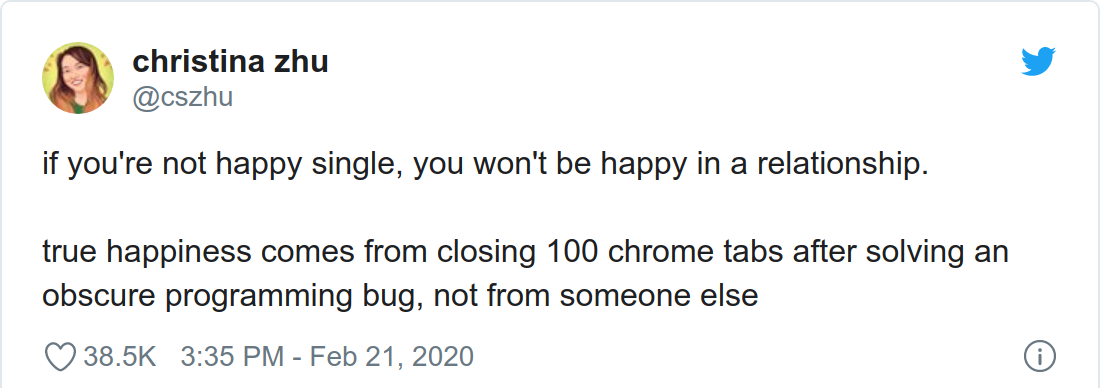 christina zhu
@cszhu
if you're not happy single, you won't be happy in a relationship.
true happiness comes from closing 100 chrome tabs after solving an
obscure programming bug, not from someone else
38.5K 3:35 PM - Feb 21, 2020